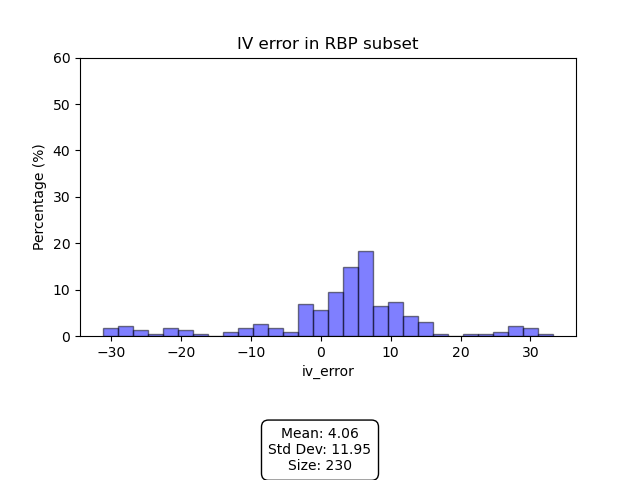 IV error in RBP subset
60
50
40
30
20
10
0
Percentage (%)
−30
−20
−10
0
10
20
30
iv_error
Mean: 4.06
Std Dev: 11.95
Size: 230